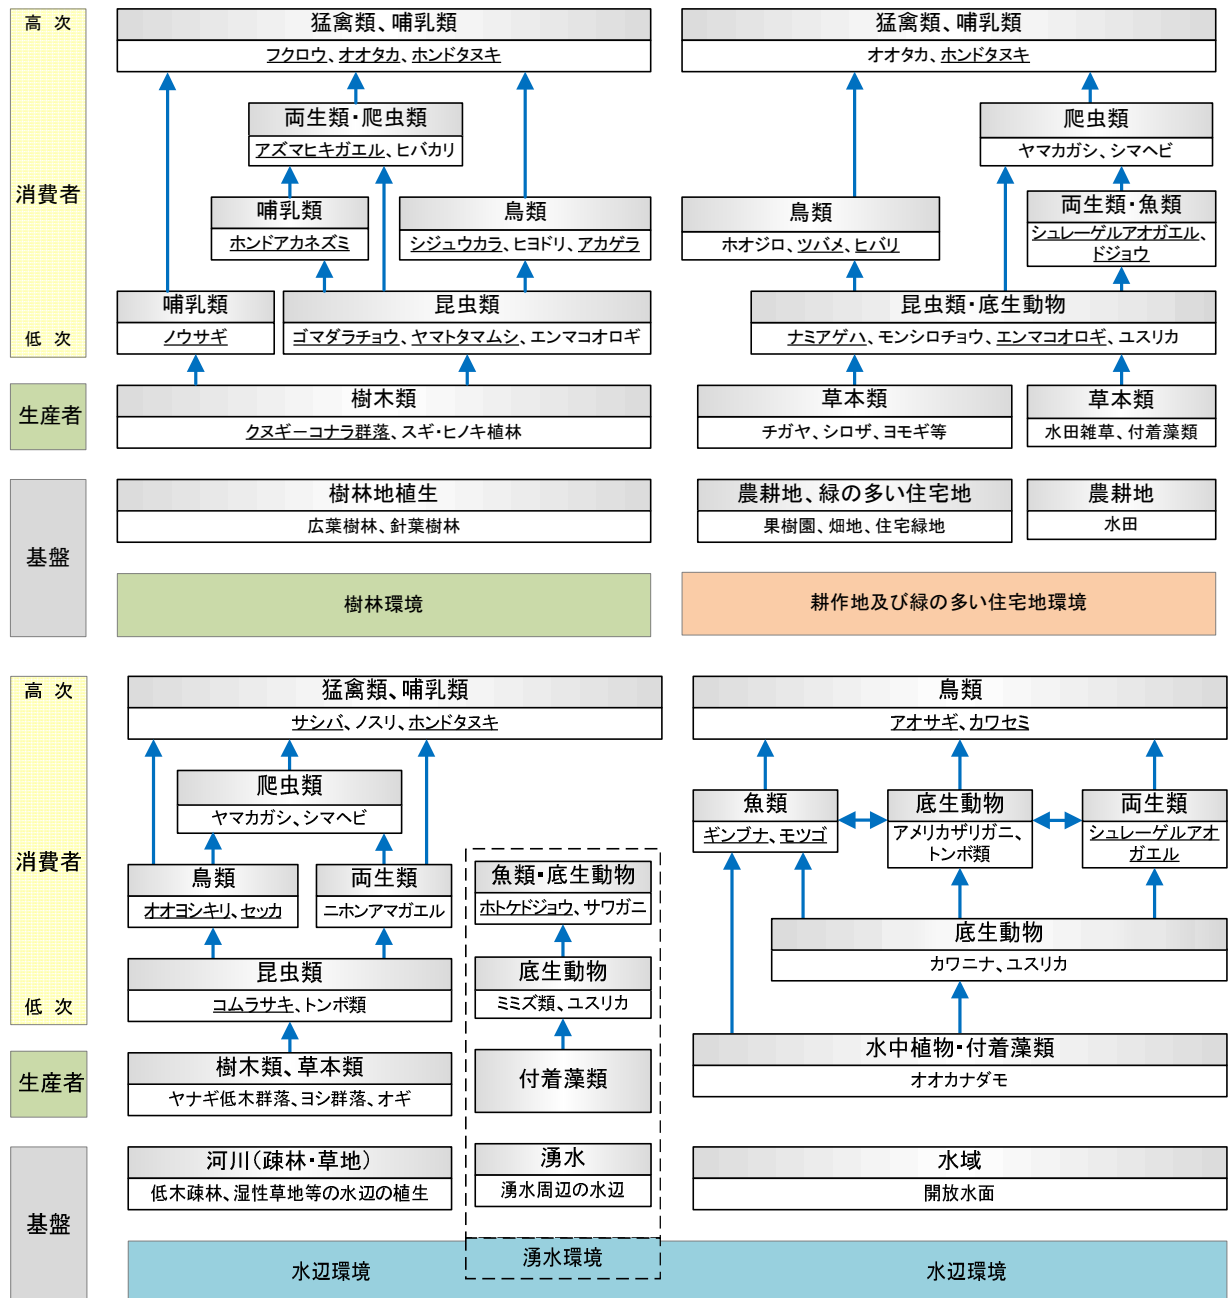 高 次
消費者
低 次
生産者
基盤
猛禽類、哺乳類
フクロウ、オオタカ、ホンドタヌキ
両生類・爬虫類
アズマヒキガエル、ヒバカリ
哺乳類
ホンドアカネズミ
鳥類
シジュウカラ、ヒヨドリ、アカゲラ
哺乳類
ノウサギ
昆虫類
ゴマダラチョウ、ヤマトタマムシ、エンマコオロギ
樹木類
クヌギーコナラ群落、スギ・ヒノキ植林
樹林地植生
広葉樹林、針葉樹林
樹林環境
猛禽類、哺乳類
オオタカ、ホンドタヌキ
爬虫類
ヤマカガシ、シマヘビ
鳥類
ホオジロ、ツバメ、ヒバリ
両生類・魚類
シュレーゲルアオガエル、
ドジョウ
昆虫類・底生動物
ナミアゲハ、モンシロチョウ、エンマコオロギ、ユスリカ
草本類
チガヤ、シロザ、ヨモギ等
草本類
水田雑草、付着藻類
農耕地、緑の多い住宅地
果樹園、畑地、住宅緑地
農耕地
水田
耕作地及び緑の多い住宅地環境
高 次
消費者
低 次
生産者
基盤
猛禽類、哺乳類
サシバ、ノスリ、ホンドタヌキ
爬虫類
ヤマカガシ、シマヘビ
鳥類
オオヨシキリ、セッカ
両生類
ニホンアマガエル
昆虫類
コムラサキ、トンボ類
樹木類、草本類
ヤナギ低木群落、ヨシ群落、オギ
河川（疎林・草地）
低木疎林、湿性草地等の水辺の植生
水辺環境
魚類・底生動物
ホトケドジョウ、サワガニ
底生動物
ミミズ類、ユスリカ
付着藻類
湧水
湧水周辺の水辺
湧水環境
鳥類
アオサギ、カワセミ
魚類
ギンブナ、モツゴ
底生動物
アメリカザリガニ、
トンボ類
両生類
シュレーゲルアオ
ガエル
底生動物
カワニナ、ユスリカ
水中植物・付着藻類
オオカナダモ
水域
開放水面
水辺環境